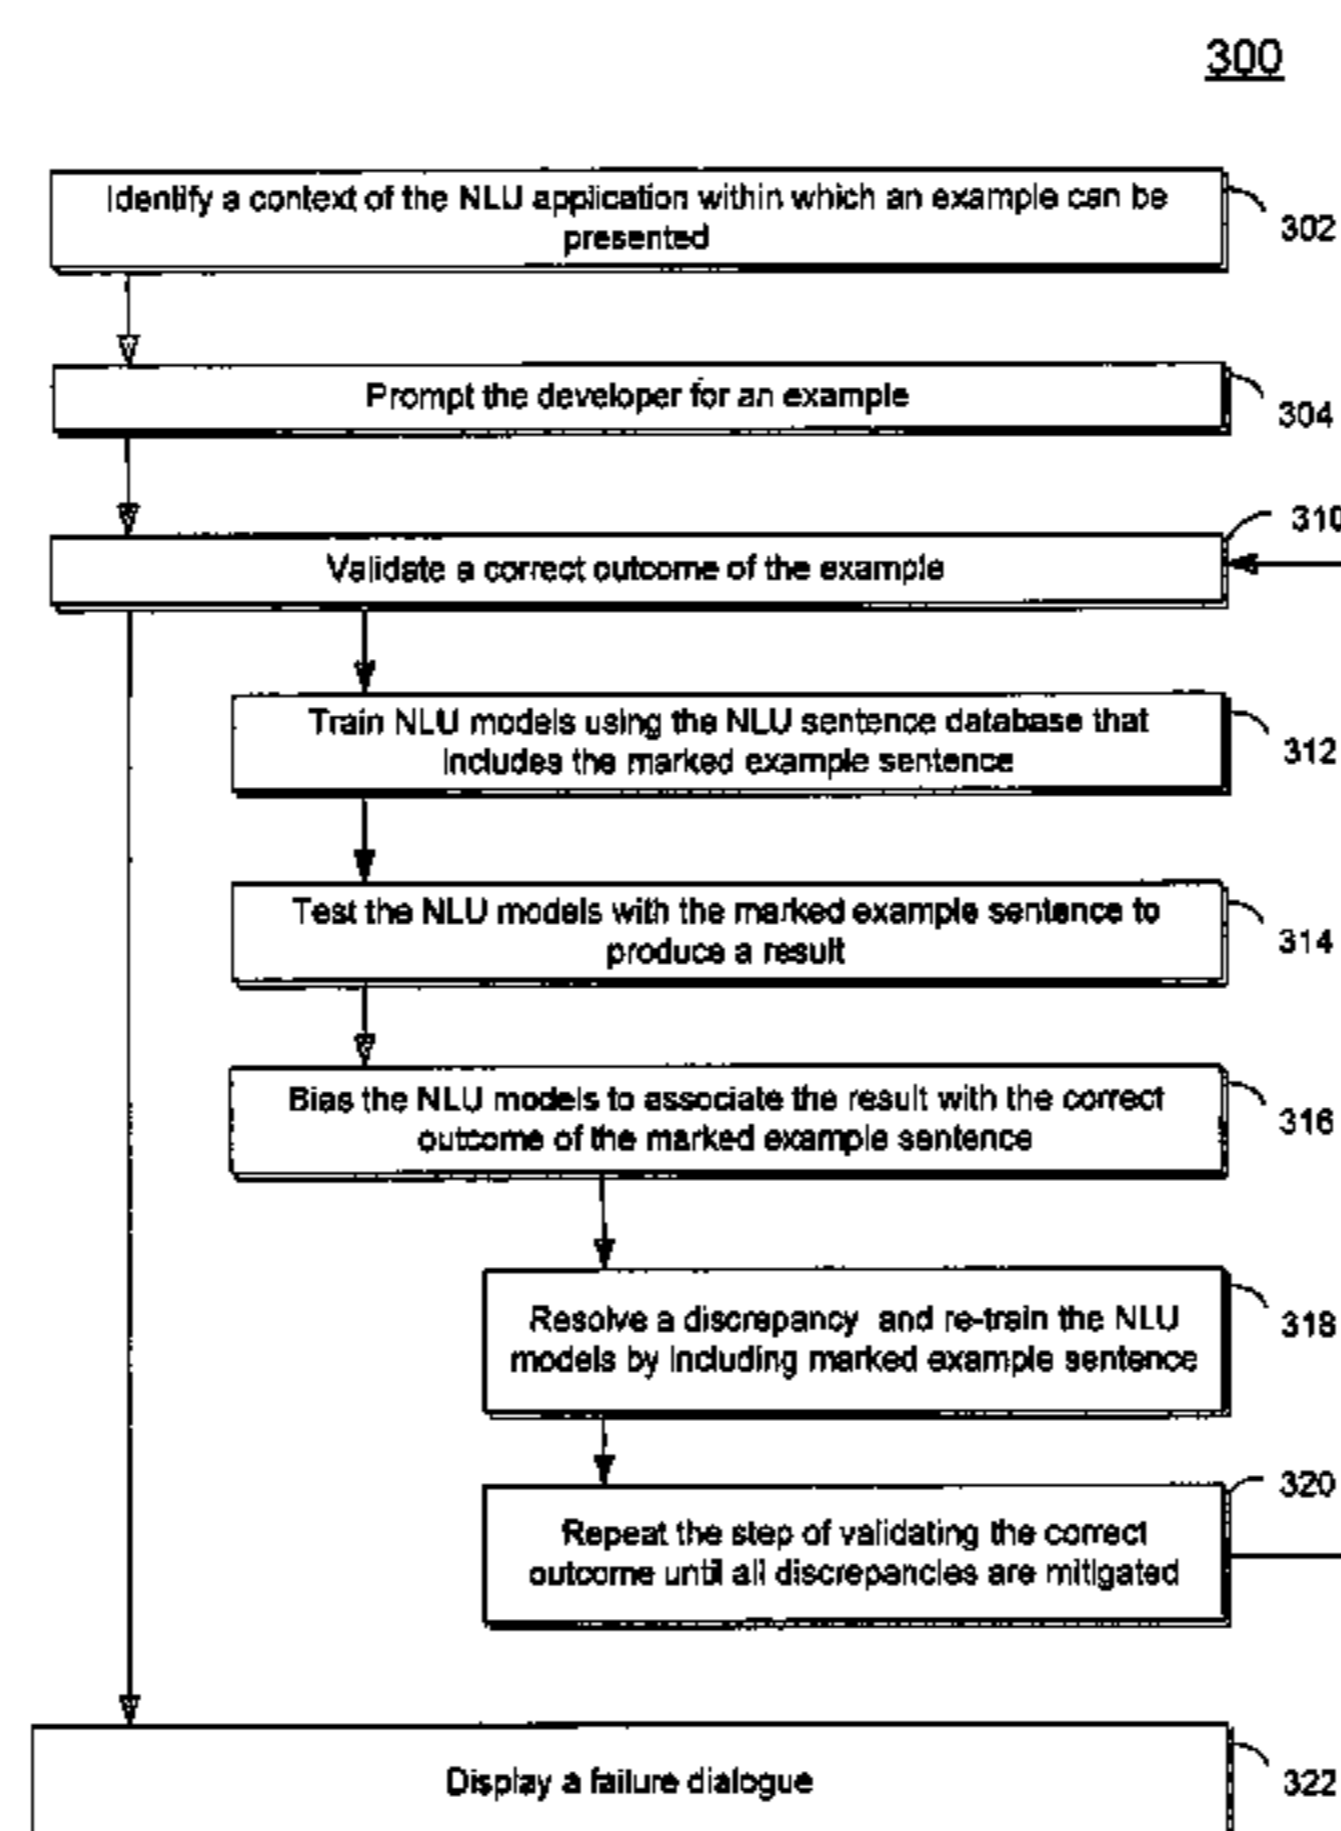 300
Identify a context of the NLU application within which an example can be
presented
302
Prompt the developer for an example
304
310
Validate a correct outcome of the example
Train NLU models using the NLU sentence database that
includes the marked example sentence
312
Test the NLU models with the marked example sentence to
produce a result
314
Bias the NLU models to associate the result with the correct
outcome of the marked example sentence
316
Resolve a discrepancy and re-train the NLU
models by including marked example sentence
318
320
Repeat the step of validating the correct
outcome until all discrepancies are mitigated
Display a failure dialogue
322